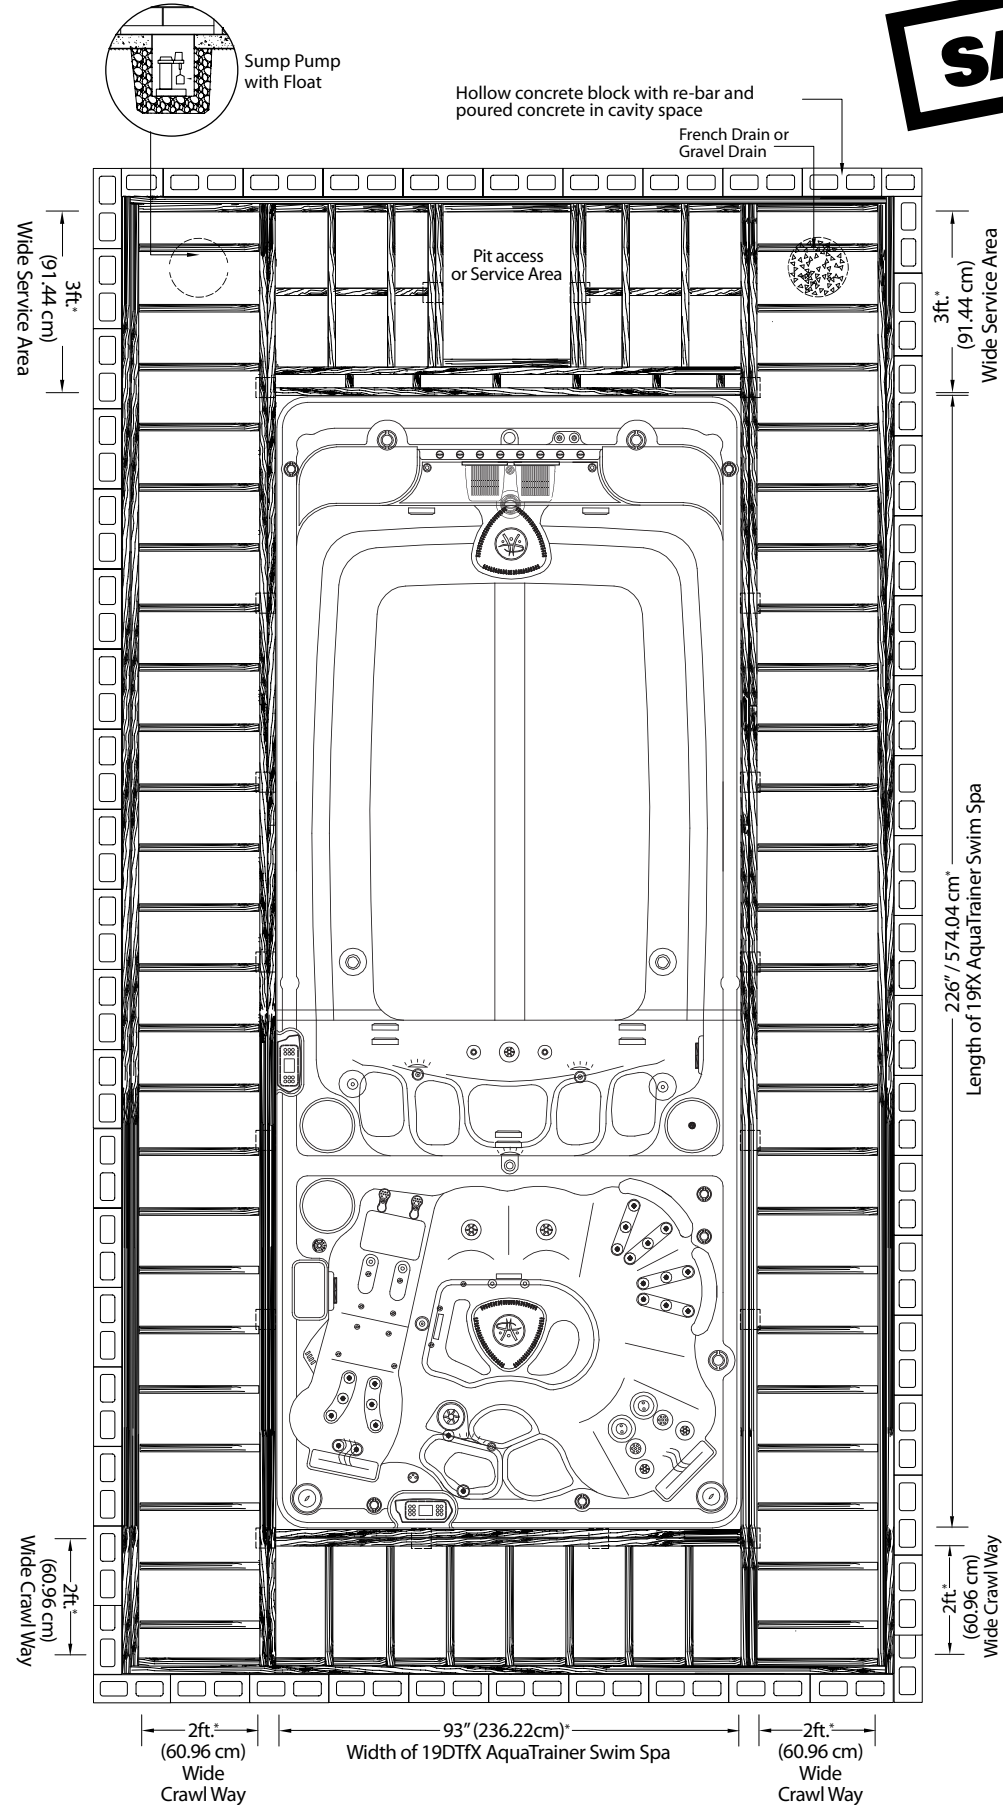 Sump Pump
with Float
Hollow concrete block with re-bar and
poured concrete in cavity space
French Drain or
Gravel Drain
3ft.*
(91.44 cm)
Wide Service Area
Pit access
or Service Area
3ft.*
(91.44 cm)
Wide Service Area
226” / 574.04 cm*
Length of 19fX AquaTrainer Swim Spa
2ft.*
(60.96 cm)
Wide Crawl Way
2ft.*
(60.96 cm)
Wide Crawl Way
2ft.*
(60.96 cm)
Wide
Crawl Way
93” (236.22cm)*
Width of 19DTfX AquaTrainer Swim Spa
2ft.*
(60.96 cm)
Wide
Crawl Way